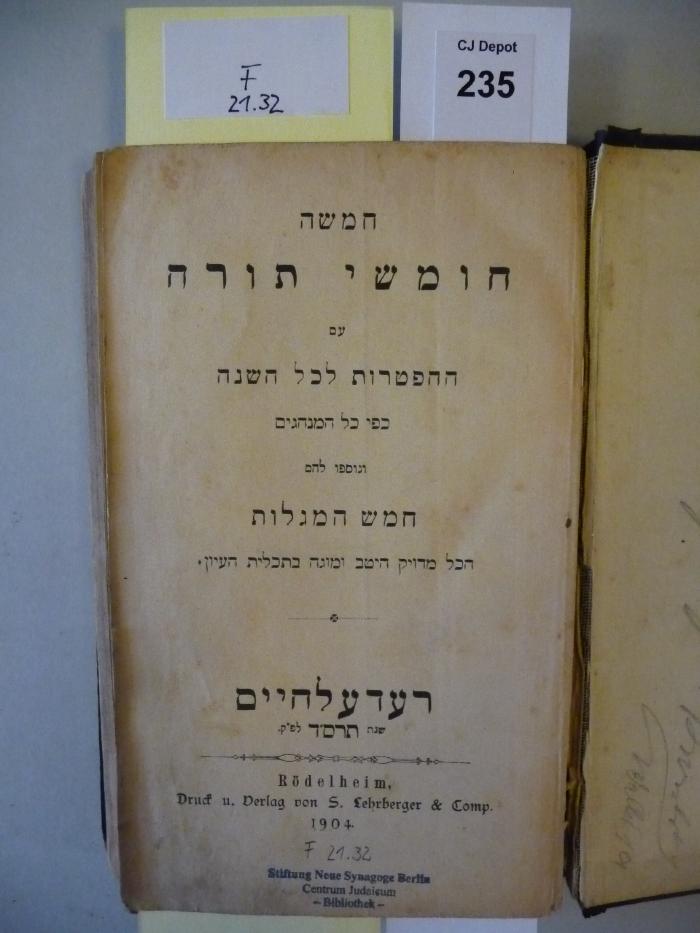 F
21.32
CJ Depot
235
חמשה
חומשי תורה
עם
ההפטרות לכל השנה
כפי כל המנהגים
ונוספו להם
חמש המגלות
הכל מדויק היטב ומוגה בתכלית העיון.
רעדעלהיים
שנת תרס״ד לפ״ק.
Rödelheim,
Druck u. Verlag von S. Lehrberger & Comp.
1904.
F 21.32
Stiftung Neue Synagoge Berlin
Centrum Judaicum
– Bibliothek –